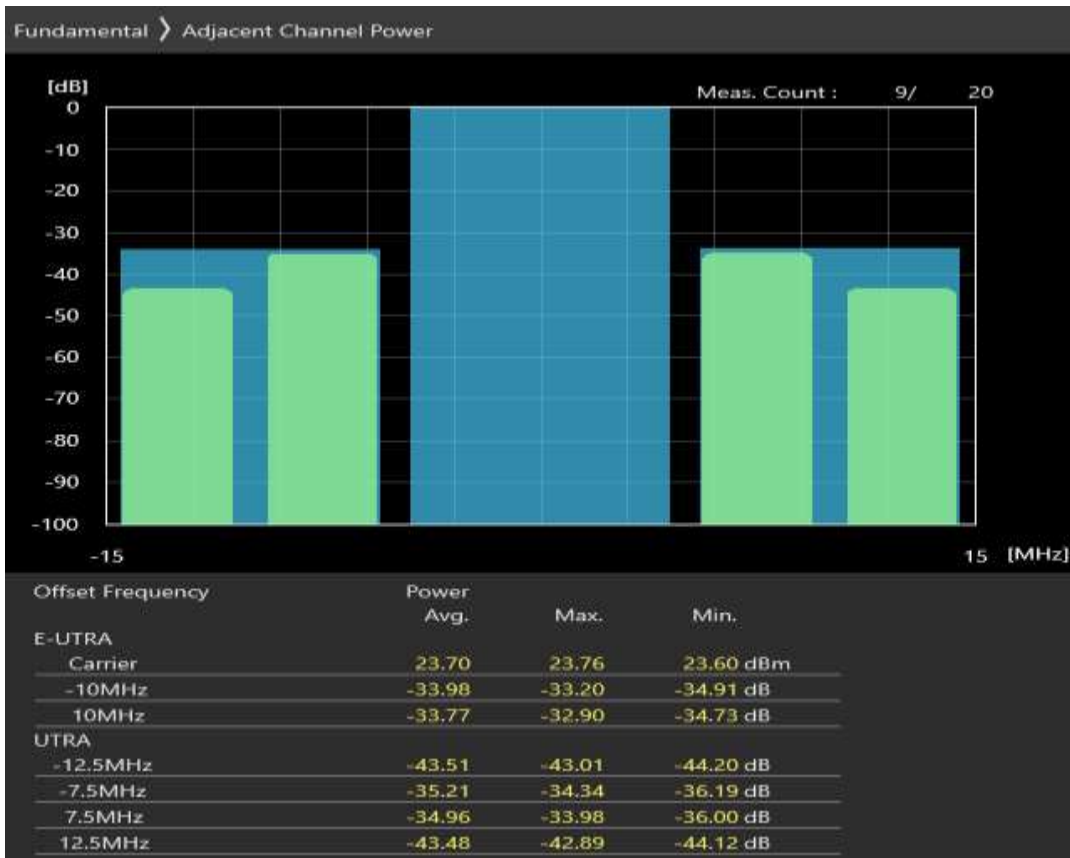 Fundamental ❭ Adjacent Channel Power
[dB]
Meas. Count : 9/ 20
0
-10
-20
-30
-40
-50
-60
-70
-80
-90
-100
-15 15 [MHz]
Offset Frequency Power
Avg. Max. Min.
E-UTRA
Carrier 23.70 23.76 23.60 dBm
-10MHz -33.98 -33.20 -34.91 dB
10MHz -33.77 -32.90 -34.73 dB
UTRA
-12.5MHz -43.51 -43.01 -44.20 dB
-7.5MHz -35.21 -34.34 -36.19 dB
7.5MHz -34.96 -33.98 -36.00 dB
12.5MHz -43.48 -42.89 -44.12 dB